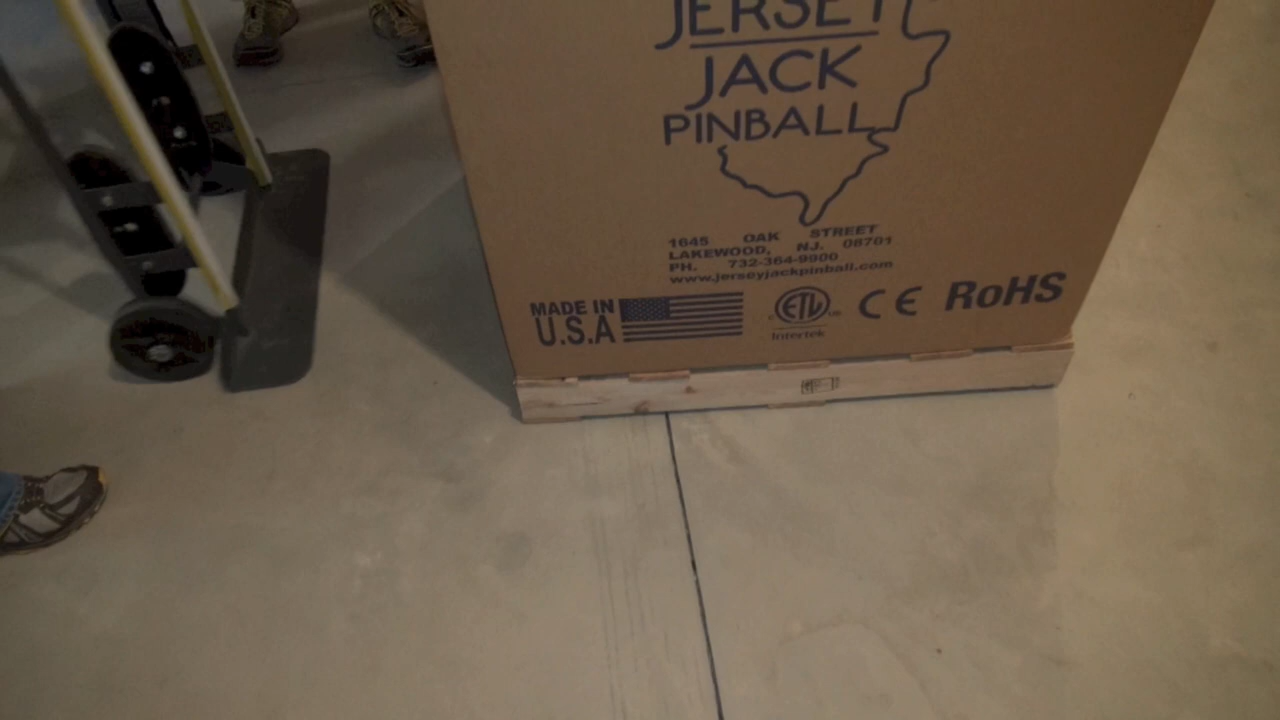 JERSEY
JACK
PINBALL
1645 OAK STREET
LAKEWOOD, NJ. 08701
PH. 732-364-9900
www.jerseyjackpinball.com
MADE IN
U.S.A
ETL
Intertek
CE
RoHS